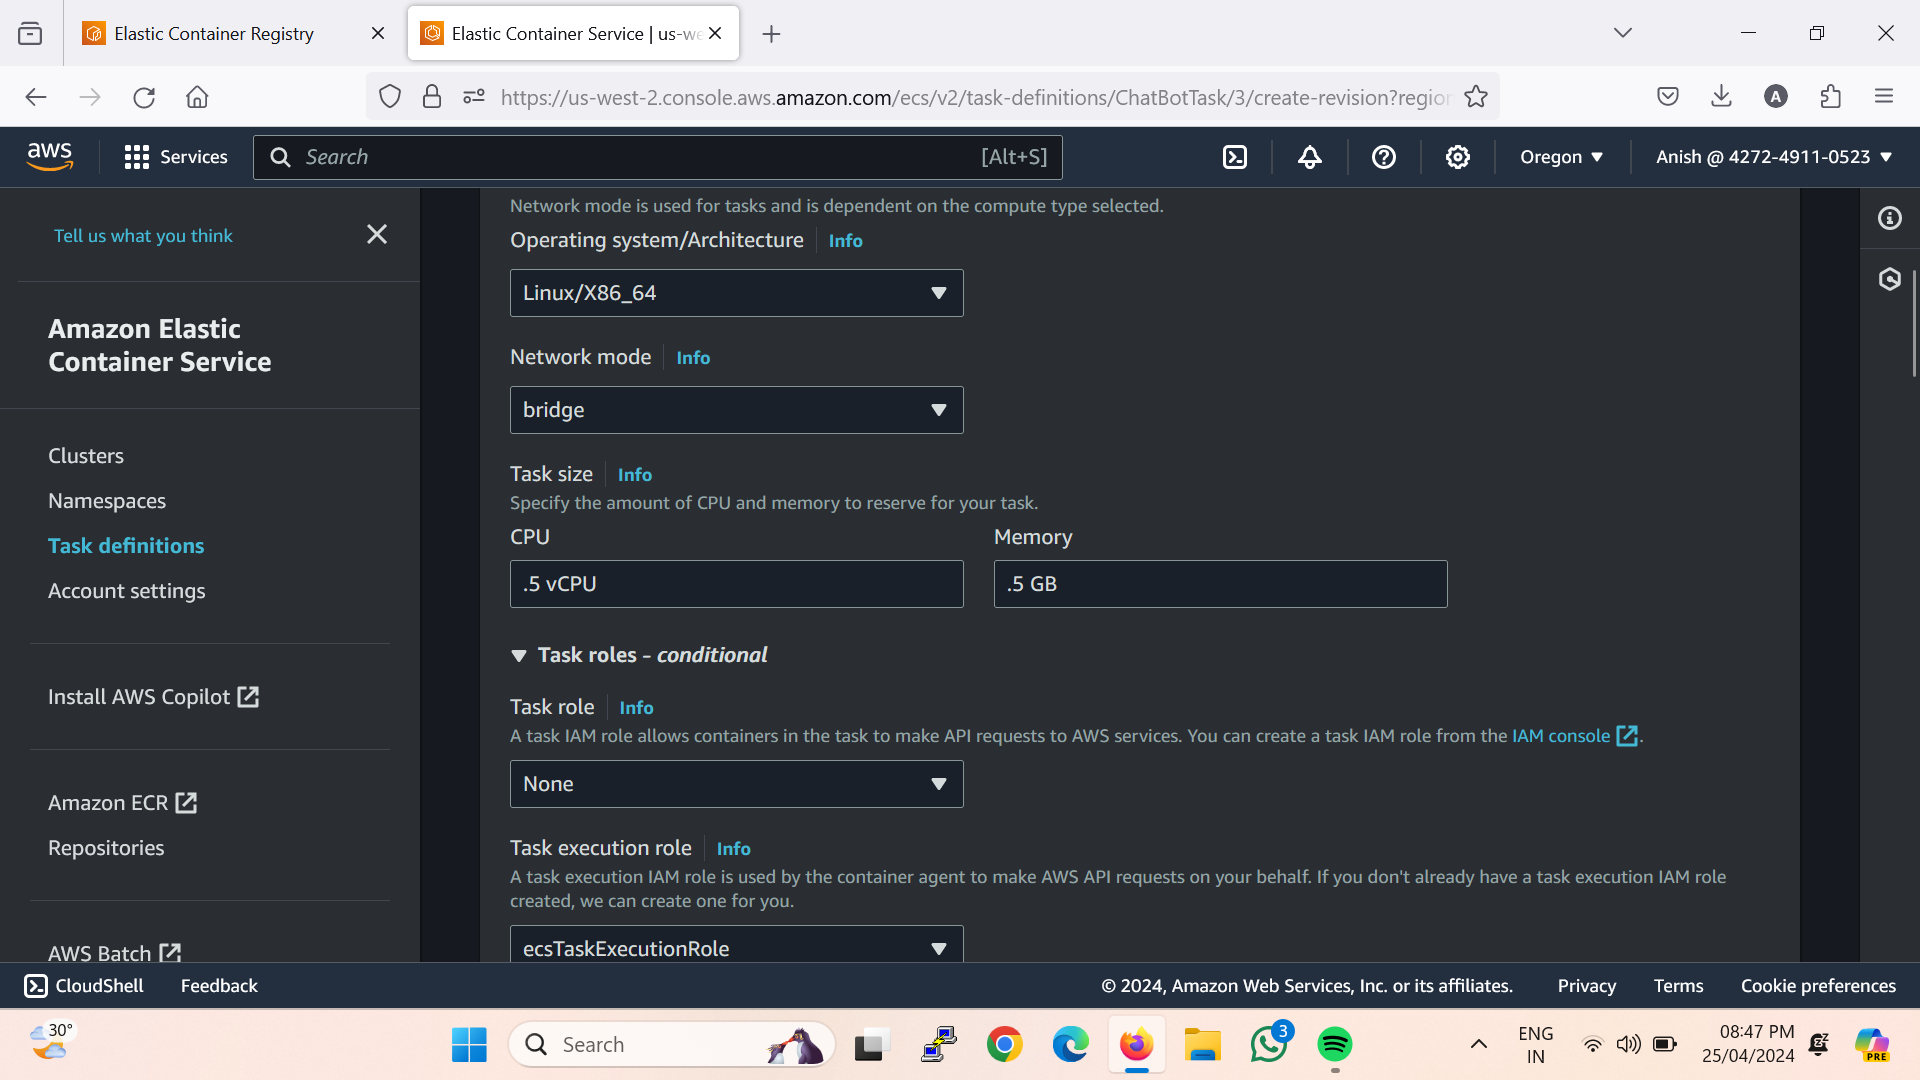 Elastic Container Registry
Elastic Container Service | us-we
https://us-west-2.console.aws.amazon.com/ecs/v2/task-definitions/ChatBotTask/3/create-revision?region
A
aws
Services
Search
[Alt+S]
Oregon
Anish @ 4272-4911-0523
Tell us what you think
Amazon Elastic
Container Service
Clusters
Namespaces
Task definitions
Account settings
Install AWS Copilot
Amazon ECR
Repositories
AWS Batch
Network mode is used for tasks and is dependent on the compute type selected.
Operating system/Architecture
Info
Linux/X86_64
Network mode
Info
bridge
Task size
Info
Specify the amount of CPU and memory to reserve for your task.
CPU
Memory
.5 vCPU
.5 GB
Task roles - conditional
Task role
Info
A task IAM role allows containers in the task to make API requests to AWS services. You can create a task IAM role from the IAM console.
None
Task execution role
Info
A task execution IAM role is used by the container agent to make AWS API requests on your behalf. If you don't already have a task execution IAM role
created, we can create one for you.
ecsTaskExecutionRole
CloudShell
Feedback
© 2024, Amazon Web Services, Inc. or its affiliates.
Privacy
Terms
Cookie preferences
30°
Search
3
ENG
IN
08:47 PM
25/04/2024
PRE